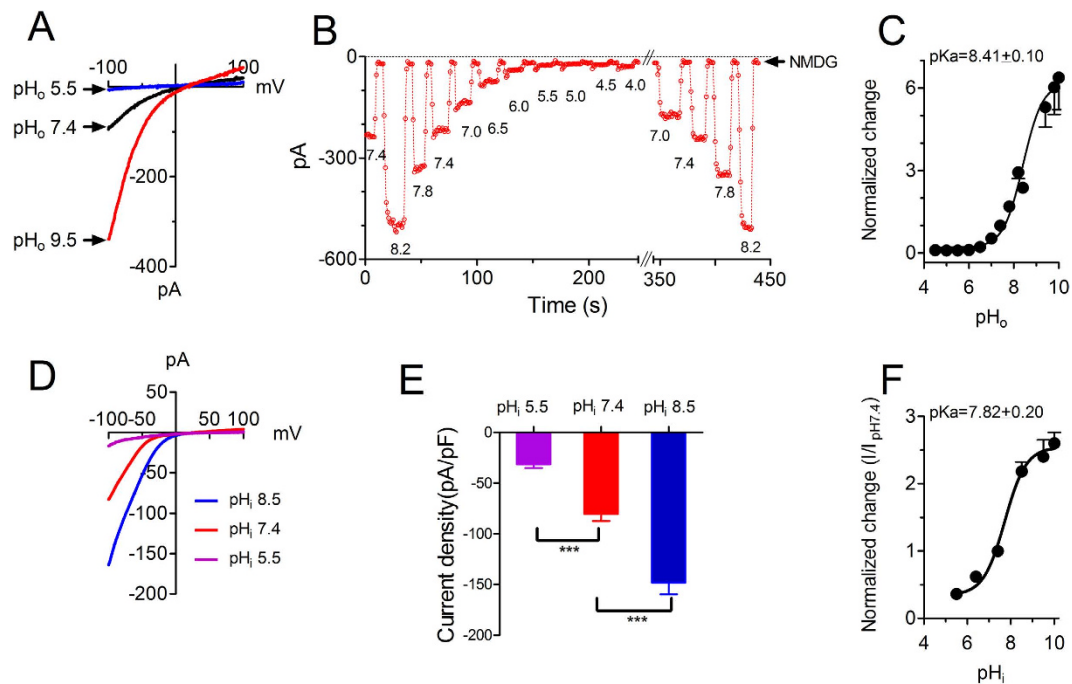 A
-100
100
mV
pHo 5.5
pHo 7.4
-200
pHo 9.5
-400
pA
B
0
NMDG
7.4
8.2
7.8
7.4
7.0
6.5
6.0
5.5
5.0
4.5
4.0
7.0
7.4
7.8
8.2
pA
-300
-600
0
100
200
350
450
Time (s)
C
pKa=8.41±0.10
Normalized change
6
3
0
4
6
8
10
pHo
D
pA
50
-100
-50
50
100
mV
-50
-100
-150
-200
pHi 8.5
pHi 7.4
pHi 5.5
E
pHi 5.5
pHi 7.4
pHi 8.5
Current density(pA/pF)
0
-50
-100
-150
-200
***
***
F
pKa=7.82+0.20
Normalized change (I/IpH7.4)
3
2
1
0
4
6
8
10
pHi